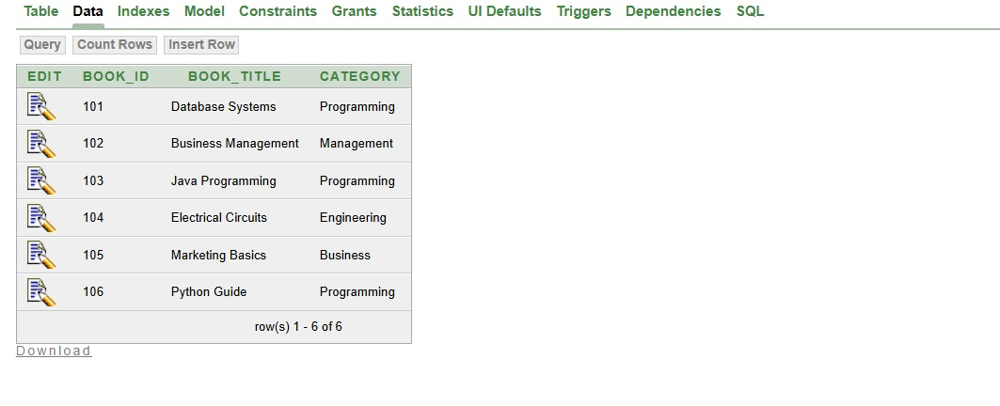 Table Data Indexes Model Constraints Grants Statistics UI Defaults Triggers Dependencies SQL
Query Count Rows Insert Row
EDIT BOOK_ID BOOK_TITLE CATEGORY
101 Database Systems Programming
102 Business Management Management
103 Java Programming Programming
104 Electrical Circuits Engineering
105 Marketing Basics Business
106 Python Guide Programming
row(s) 1 - 6 of 6
Download